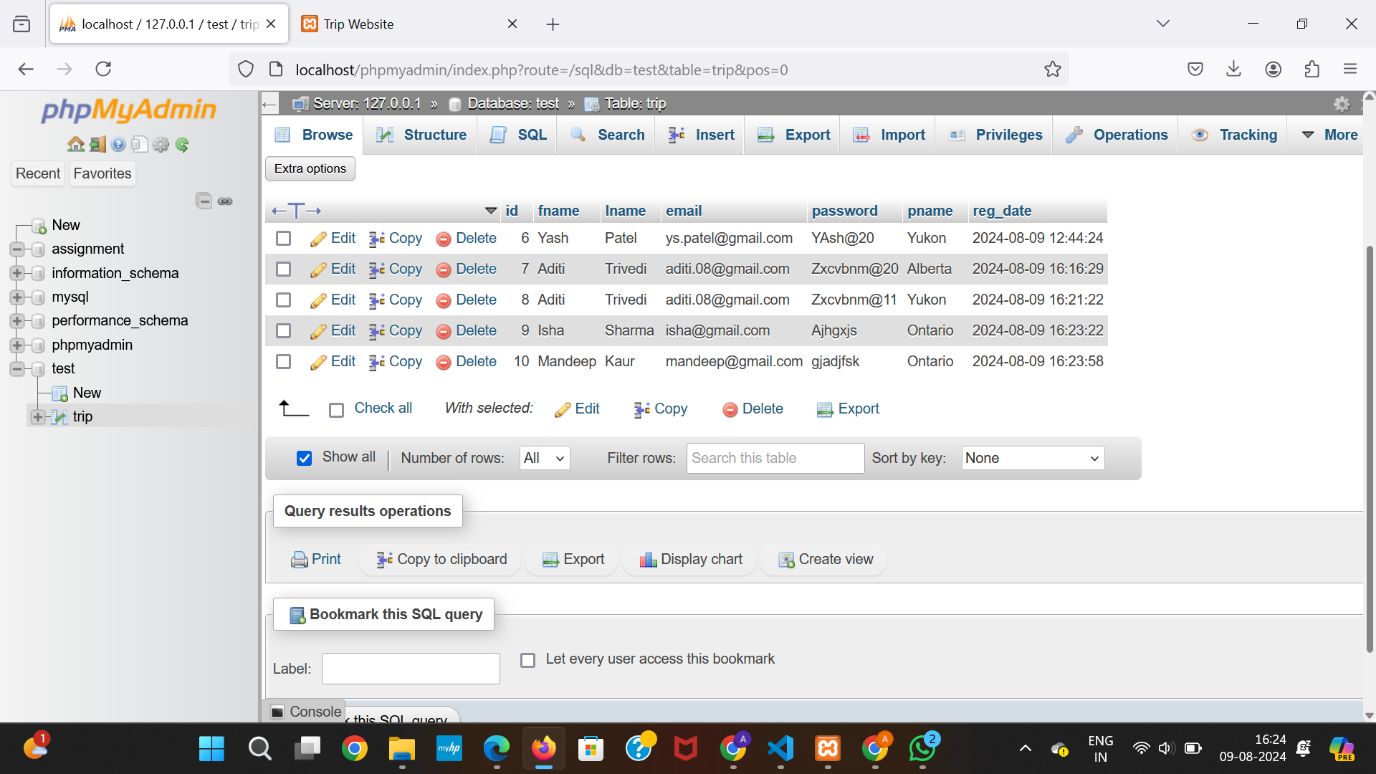 localhost / 127.0.0.1 / test / trip
Trip Website
localhost/phpmyadmin/index.php?route=/sql&db=test&table=trip&pos=0
phpMyAdmin
Server: 127.0.0.1 » Database: test » Table: trip
Browse Structure SQL Search Insert Export Import Privileges Operations Tracking More
Recent Favorites
Extra options
New
assignment
information_schema
mysql
performance_schema
phpmyadmin
test
New
trip
id fname lname email password pname reg_date
Edit Copy Delete 6 Yash Patel ys.patel@gmail.com YAsh@20 Yukon 2024-08-09 12:44:24
Edit Copy Delete 7 Aditi Trivedi aditi.08@gmail.com Zxcvbnm@20 Alberta 2024-08-09 16:16:29
Edit Copy Delete 8 Aditi Trivedi aditi.08@gmail.com Zxcvbnm@11 Yukon 2024-08-09 16:21:22
Edit Copy Delete 9 Isha Sharma isha@gmail.com Ajhgxjs Ontario 2024-08-09 16:23:22
Edit Copy Delete 10 Mandeep Kaur mandeep@gmail.com gjadjfsk Ontario 2024-08-09 16:23:58
Check all With selected: Edit Copy Delete Export
Show all Number of rows: All Filter rows: Search this table Sort by key: None
Query results operations
Print Copy to clipboard Export Display chart Create view
Bookmark this SQL query
Label: Let every user access this bookmark
Console
k this SQL query
1
myhp
A
A
2
ENG
IN
16:24
09-08-2024
PRE